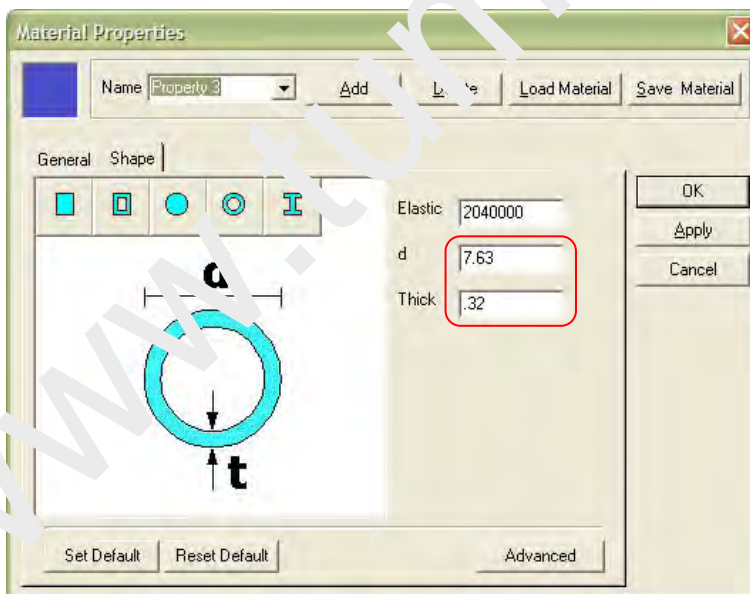 Material Properties
Name Property 3 Add Load Material Save Material
General Shape
OK
Elastic 2040000
Apply
d 7.63
Cancel
d
Thick .32
t
Set Default Reset Default Advanced